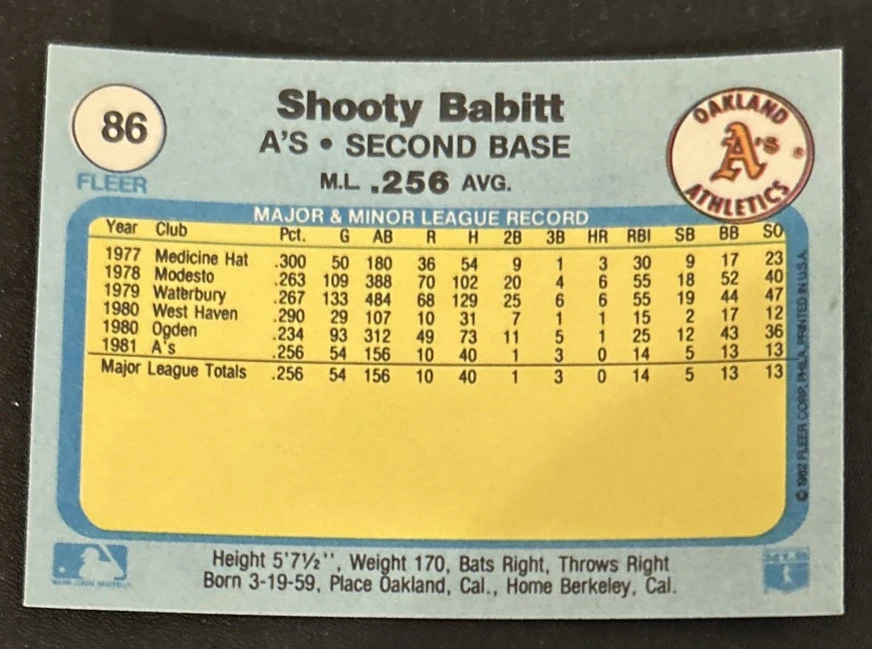 86
FLEER
Shooty Babitt
A'S • SECOND BASE
M.L. .256 AVG.
OAKLAND
A's
ATHLETICS
MAJOR & MINOR LEAGUE RECORD
Year Club Pct. G AB R H 2B 3B HR RBI SB BB SO
1977 Medicine Hat .300 50 180 36 54 9 1 3 30 9 17 23
1978 Modesto .263 109 388 70 102 20 4 6 55 18 52 40
1979 Waterbury .267 133 484 68 129 25 6 6 55 19 44 47
1980 West Haven .290 29 107 10 31 7 1 1 15 2 17 12
1980 Ogden .234 93 312 49 73 11 5 1 25 12 43 36
1981 A's .256 54 156 10 40 1 3 0 14 5 13 13
Major League Totals .256 54 156 10 40 1 3 0 14 5 13 13
© 1982 FLEER CORP. PHILA. PRINTED IN U.S.A.
Height 5'7½'', Weight 170, Bats Right, Throws Right
Born 3-19-59, Place Oakland, Cal., Home Berkeley, Cal.